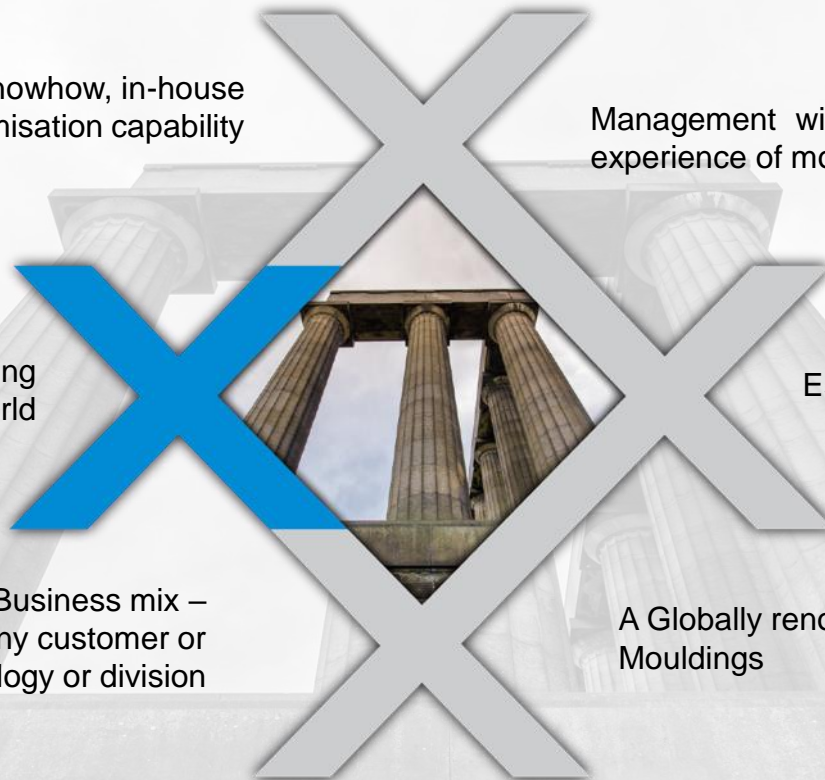 nowhow, in-house
nisation capability
Management wi
experience of mo
ing
rld
E
Business mix –
ny customer or
logy or division
A Globally reno
Mouldings